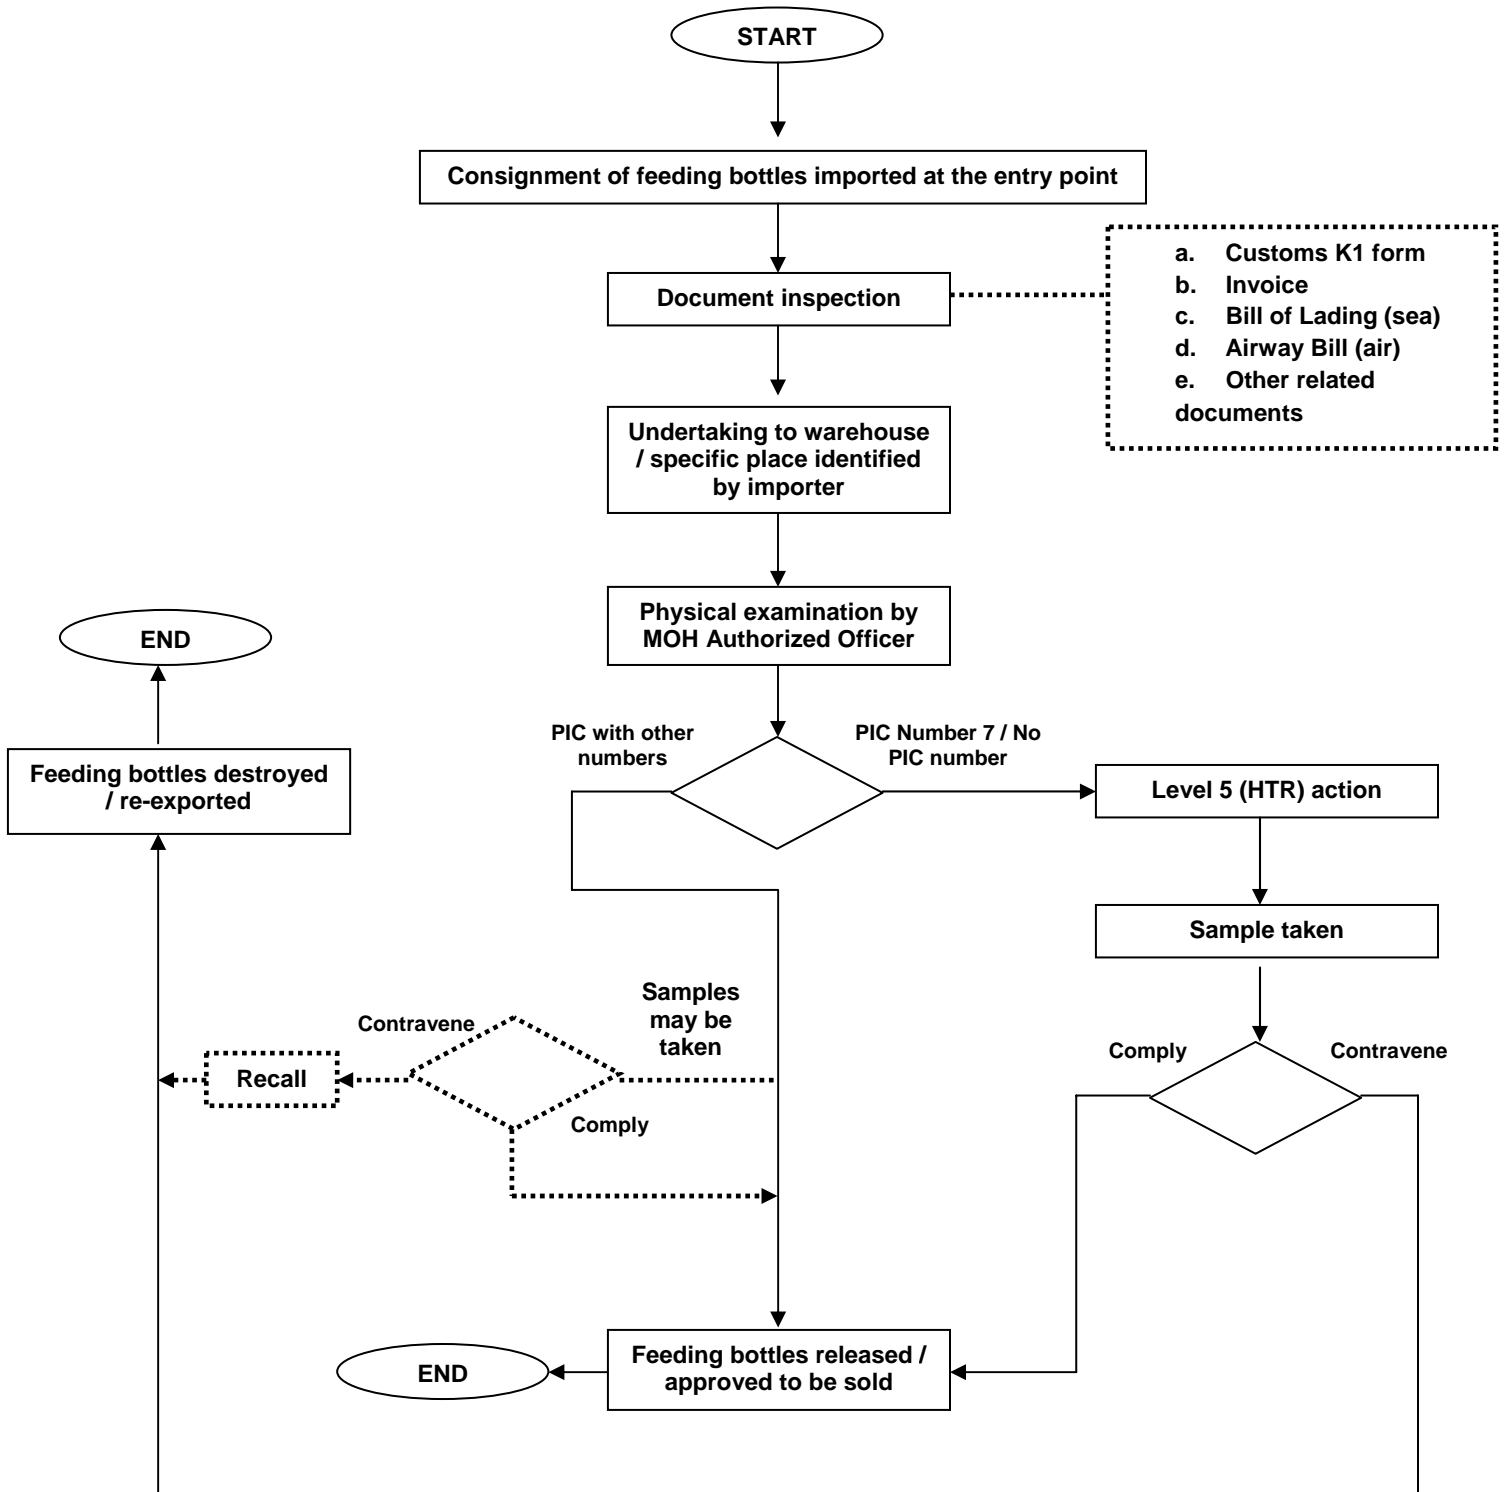 START
Consignment of feeding bottles imported at the entry point
Document inspection
a. Customs K1 form
b. Invoice
c. Bill of Lading (sea)
d. Airway Bill (air)
e. Other related
documents
Undertaking to warehouse
/ specific place identified
by importer
Physical examination by
MOH Authorized Officer
END
PIC with other
numbers
PIC Number 7 / No
PIC number
Feeding bottles destroyed
/ re-exported
Level 5 (HTR) action
Sample taken
Samples
may be
taken
Contravene
Recall
Comply
Comply
Contravene
Feeding bottles released /
approved to be sold
END